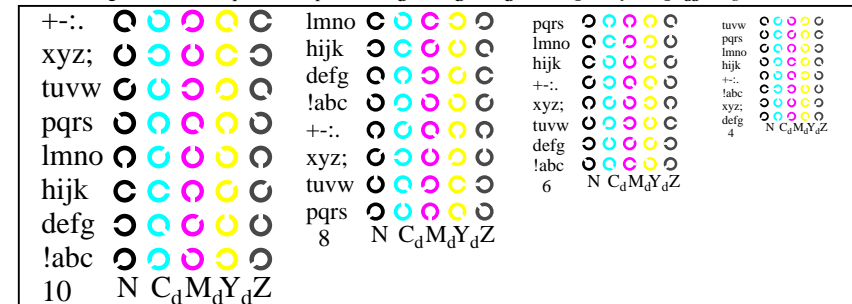 +-:.
xyz;
tuvw
pqrs
lmno
hijk
defg
!abc
10 N CdMdYdZ
lmno
hijk
defg
!abc
+-:.
xyz;
tuvw
pqrs
8 N CdMdYdZ
pqrs
lmno
hijk
+-:.
xyz;
tuvw
defg
!abc
6 N CdMdYdZ
tuvw
pqrs
lmno
hijk
+-:.
!abc
xyz;
defg
4 N CdMdYdZ